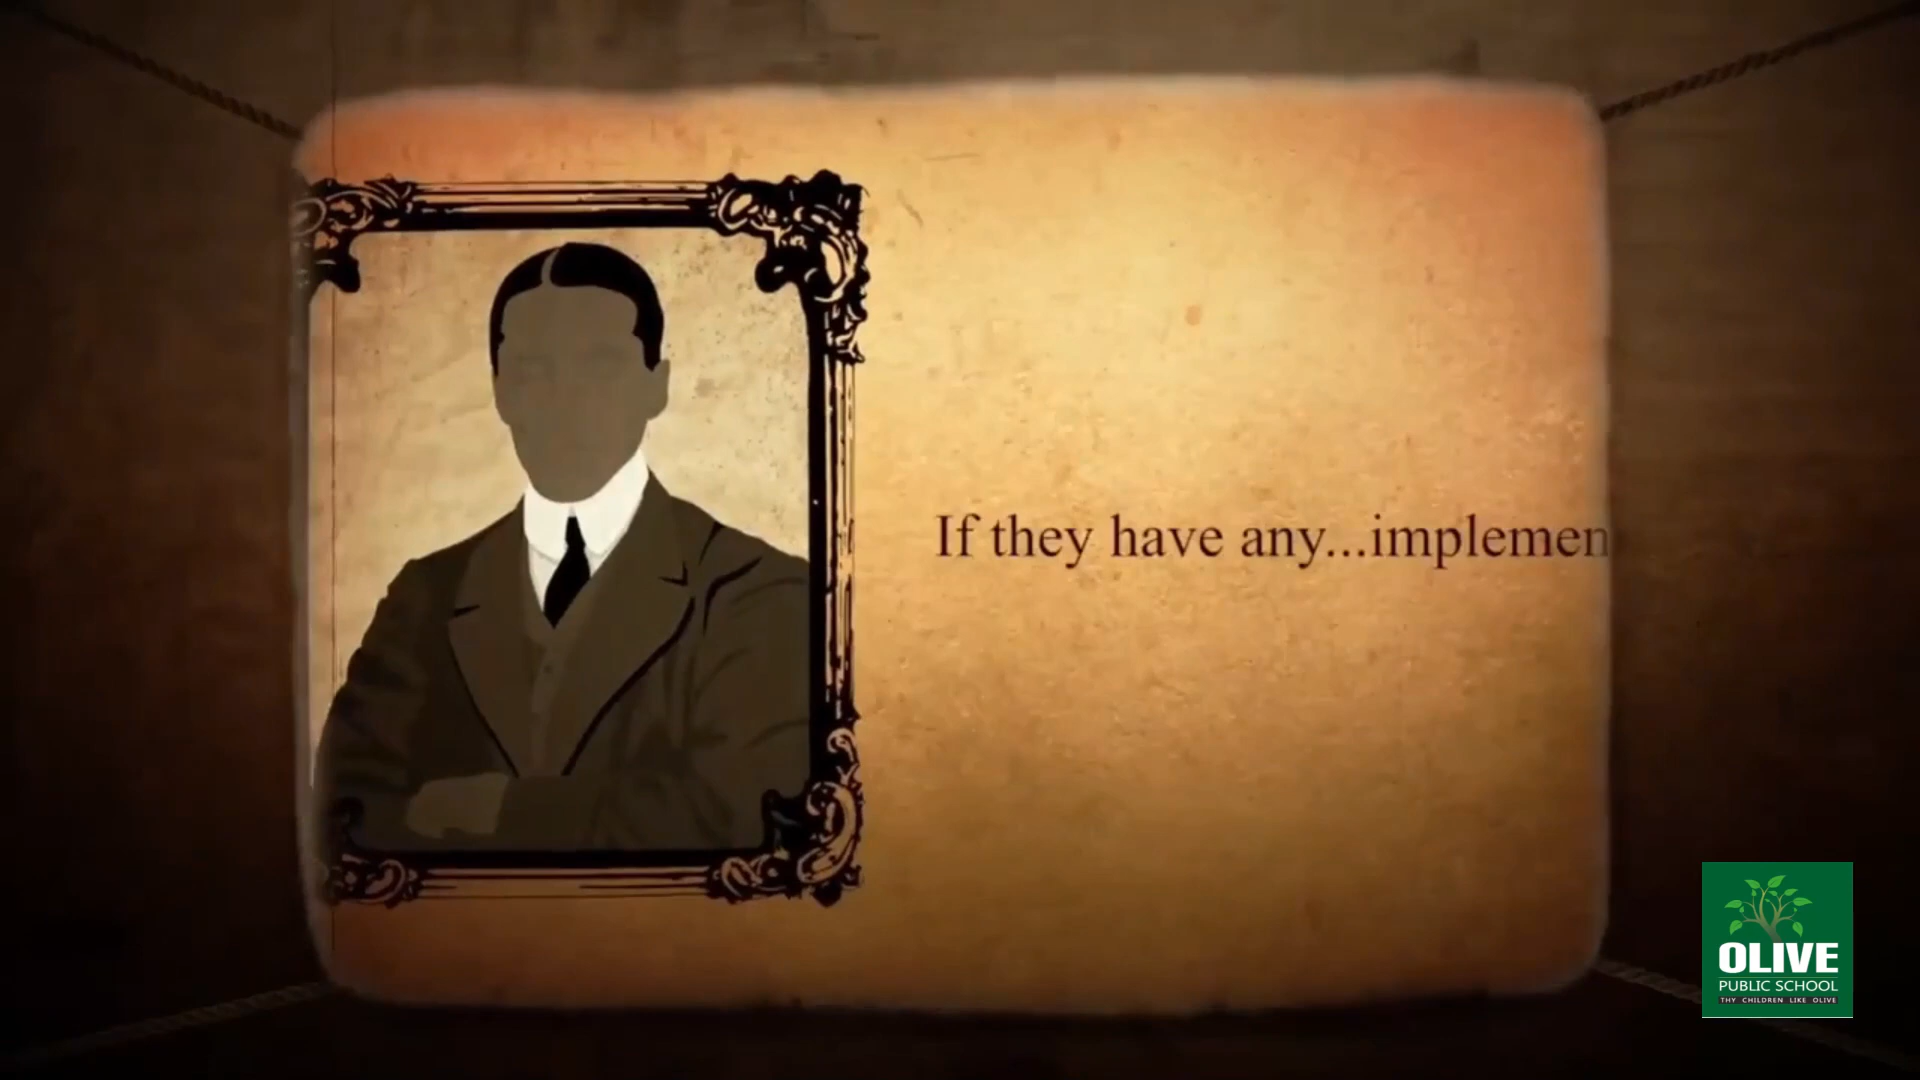 If they have any...implemen
OLIVE
PUBLIC SCHOOL
THY CHILDREN LIKE OLIVE